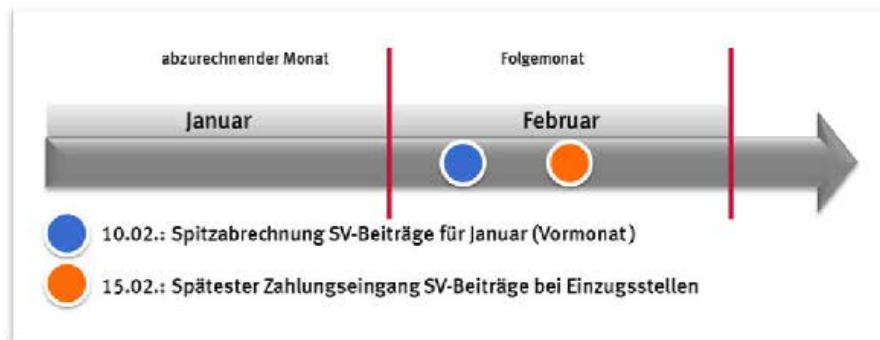 abzurechnender Monat
Folgemonat
Januar
Februar
10.02.: Spitzabrechnung SV-Beiträge für Januar (Vormonat)
15.02.: Spätester Zahlungseingang SV-Beiträge bei Einzugsstellen